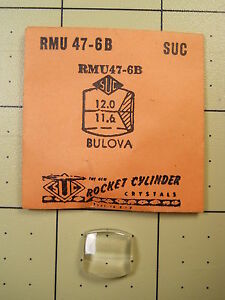 RMU 47-6B SUC
RMU47-6B
SUC
12.0
11.6
BULOVA
SUC THE NEW ROCKET CYLINDER
CRYSTALS